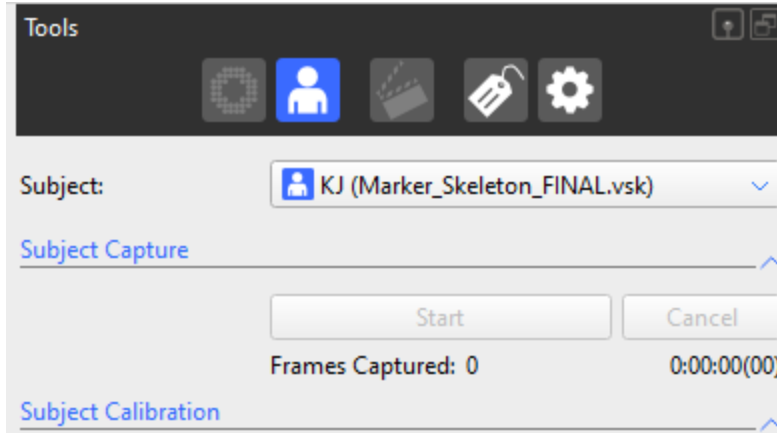 Tools
Subject: KJ (Marker_Skeleton_FINAL.vsk)
Subject Capture
Start Cancel
Frames Captured: 0 0:00:00(00)
Subject Calibration